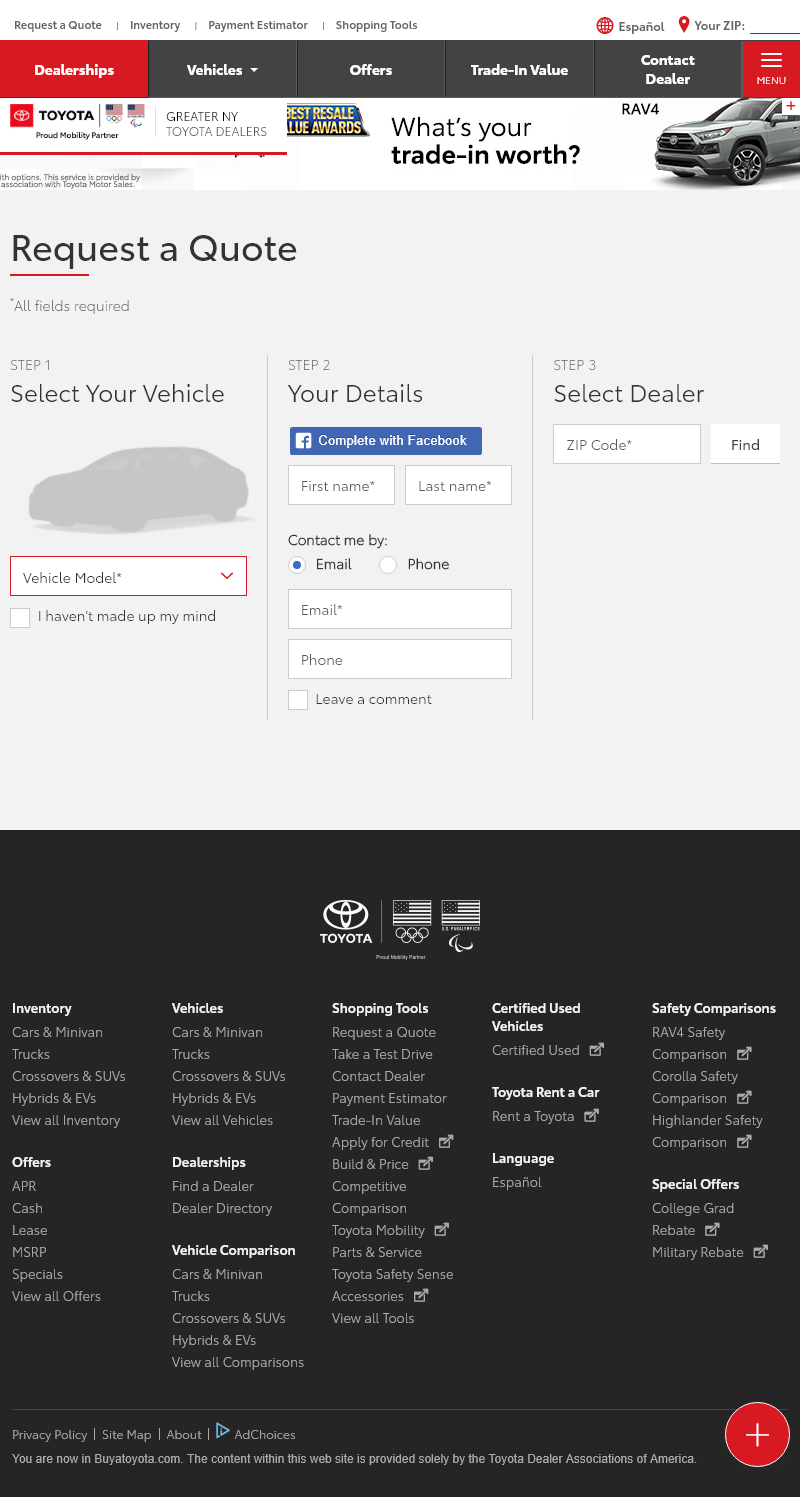 Request a Quote | Inventory | Payment Estimator | Shopping Tools
Español
Your ZIP:
Dealerships
Vehicles
Offers
Trade-In Value
Contact
Dealer
MENU
TOYOTA
Proud Mobility Partner
GREATER NY
TOYOTA DEALERS
BEST RESALE
LUE AWARDS
What's your
trade-in worth?
RAV4
ith options. This service is provided by
association with Toyota Motor Sales.
Request a Quote
*All fields required
STEP 1
Select Your Vehicle
Vehicle Model*
I haven't made up my mind
STEP 2
Your Details
Complete with Facebook
First name*
Last name*
Contact me by:
Email
Phone
Email*
Phone
Leave a comment
STEP 3
Select Dealer
ZIP Code*
Find
TOYOTA
U.S. PARALYMPICS
Proud Mobility Partner
Inventory
Cars & Minivan
Trucks
Crossovers & SUVs
Hybrids & EVs
View all Inventory
Offers
APR
Cash
Lease
MSRP
Specials
View all Offers
Vehicles
Cars & Minivan
Trucks
Crossovers & SUVs
Hybrids & EVs
View all Vehicles
Dealerships
Find a Dealer
Dealer Directory
Vehicle Comparison
Cars & Minivan
Trucks
Crossovers & SUVs
Hybrids & EVs
View all Comparisons
Shopping Tools
Request a Quote
Take a Test Drive
Contact Dealer
Payment Estimator
Trade-In Value
Apply for Credit
Build & Price
Competitive
Comparison
Toyota Mobility
Parts & Service
Toyota Safety Sense
Accessories
View all Tools
Certified Used
Vehicles
Certified Used
Toyota Rent a Car
Rent a Toyota
Language
Español
Safety Comparisons
RAV4 Safety
Comparison
Corolla Safety
Comparison
Highlander Safety
Comparison
Special Offers
College Grad
Rebate
Military Rebate
Privacy Policy | Site Map | About | AdChoices
You are now in Buyatoyota.com. The content within this web site is provided solely by the Toyota Dealer Associations of America.